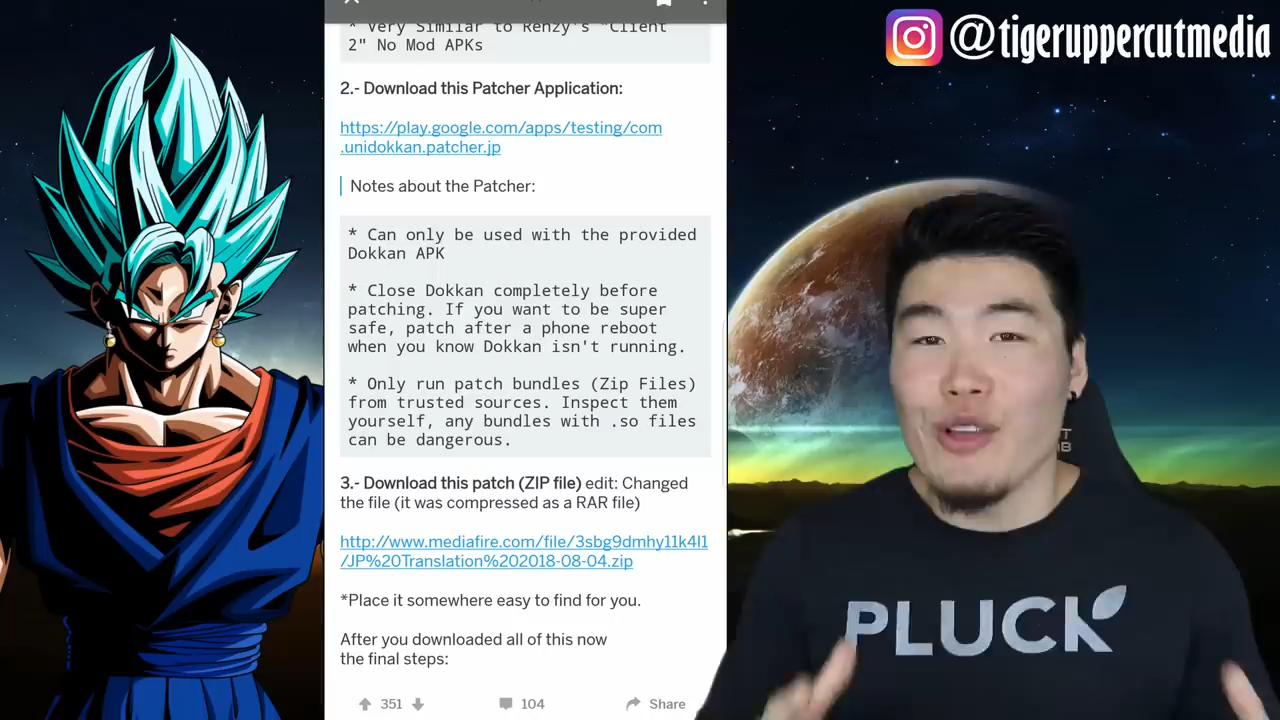 @tigeruppercutmedia
* Very Similar to Renzy's "Client
2" No Mod APKs
2.- Download this Patcher Application:
https://play.google.com/apps/testing/com
.unidokkan.patcher.jp
Notes about the Patcher:
* Can only be used with the provided
Dokkan APK
* Close Dokkan completely before
patching. If you want to be super
safe, patch after a phone reboot
when you know Dokkan isn't running.
* Only run patch bundles (Zip Files)
from trusted sources. Inspect them
yourself, any bundles with .so files
can be dangerous.
3.- Download this patch (ZIP file) edit: Changed
the file (it was compressed as a RAR file)
http://www.mediafire.com/file/3sbg9dmhy11k4l1
/JP%20Translation%202018-08-04.zip
*Place it somewhere easy to find for you.
After you downloaded all of this now
the final steps:
351
104
Share
PLUCK